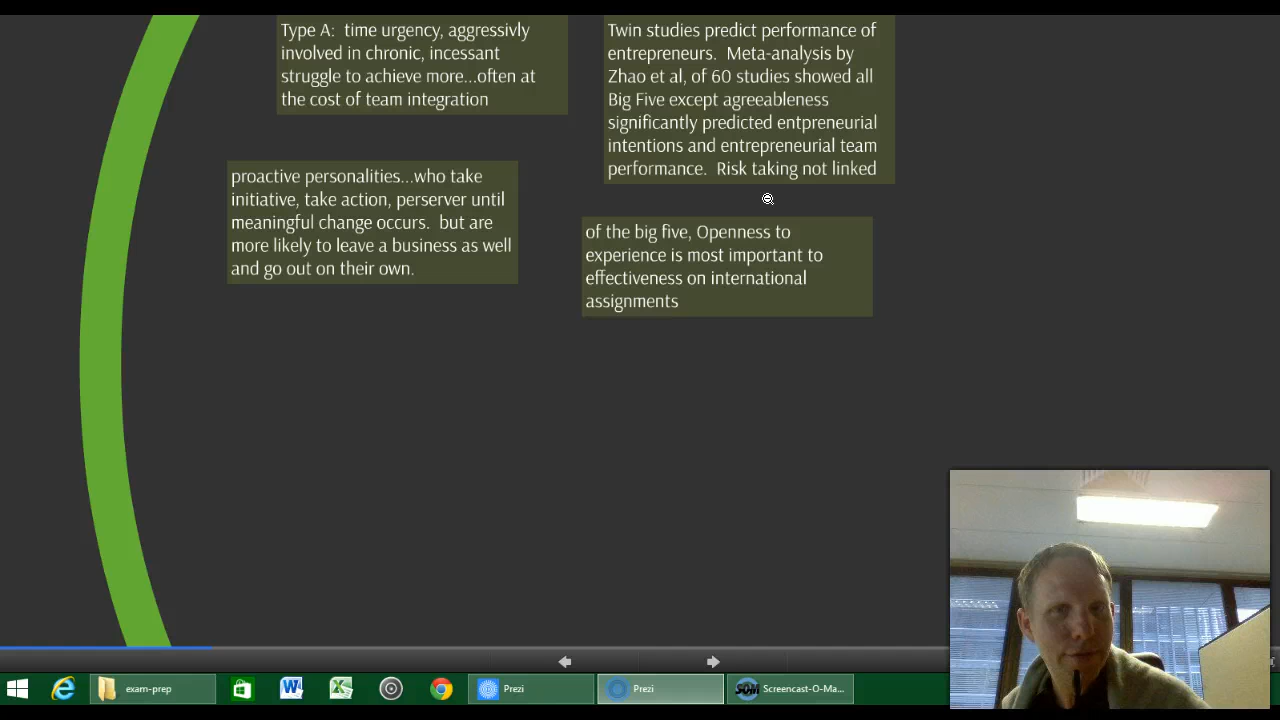 Type A: time urgency, aggressivly
involved in chronic, incessant
struggle to achieve more...often at
the cost of team integration
Twin studies predict performance of
entrepreneurs. Meta-analysis by
Zhao et al, of 60 studies showed all
Big Five except agreeableness
significantly predicted entpreneurial
intentions and entrepreneurial team
performance. Risk taking not linked
proactive personalities...who take
initiative, take action, perserver until
meaningful change occurs. but are
more likely to leave a business as well
and go out on their own.
of the big five, Openness to
experience is most important to
effectiveness on international
assignments
exam-prep
Prezi
Prezi
SOM
Screencast-O-Ma...